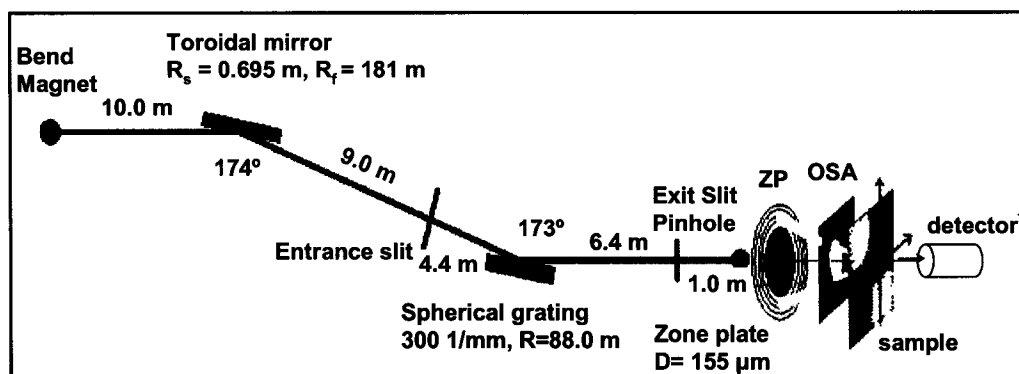 Toroidal mirror
R_s = 0.695 m, R_f = 181 m
Bend
Magnet
10.0 m
174º
9.0 m
Entrance slit
4.4 m
173º
6.4 m
Spherical grating
300 1/mm, R=88.0 m
Exit Slit
Pinhole
1.0 m
ZP
OSA
Zone plate
D= 155 µm
detector
sample